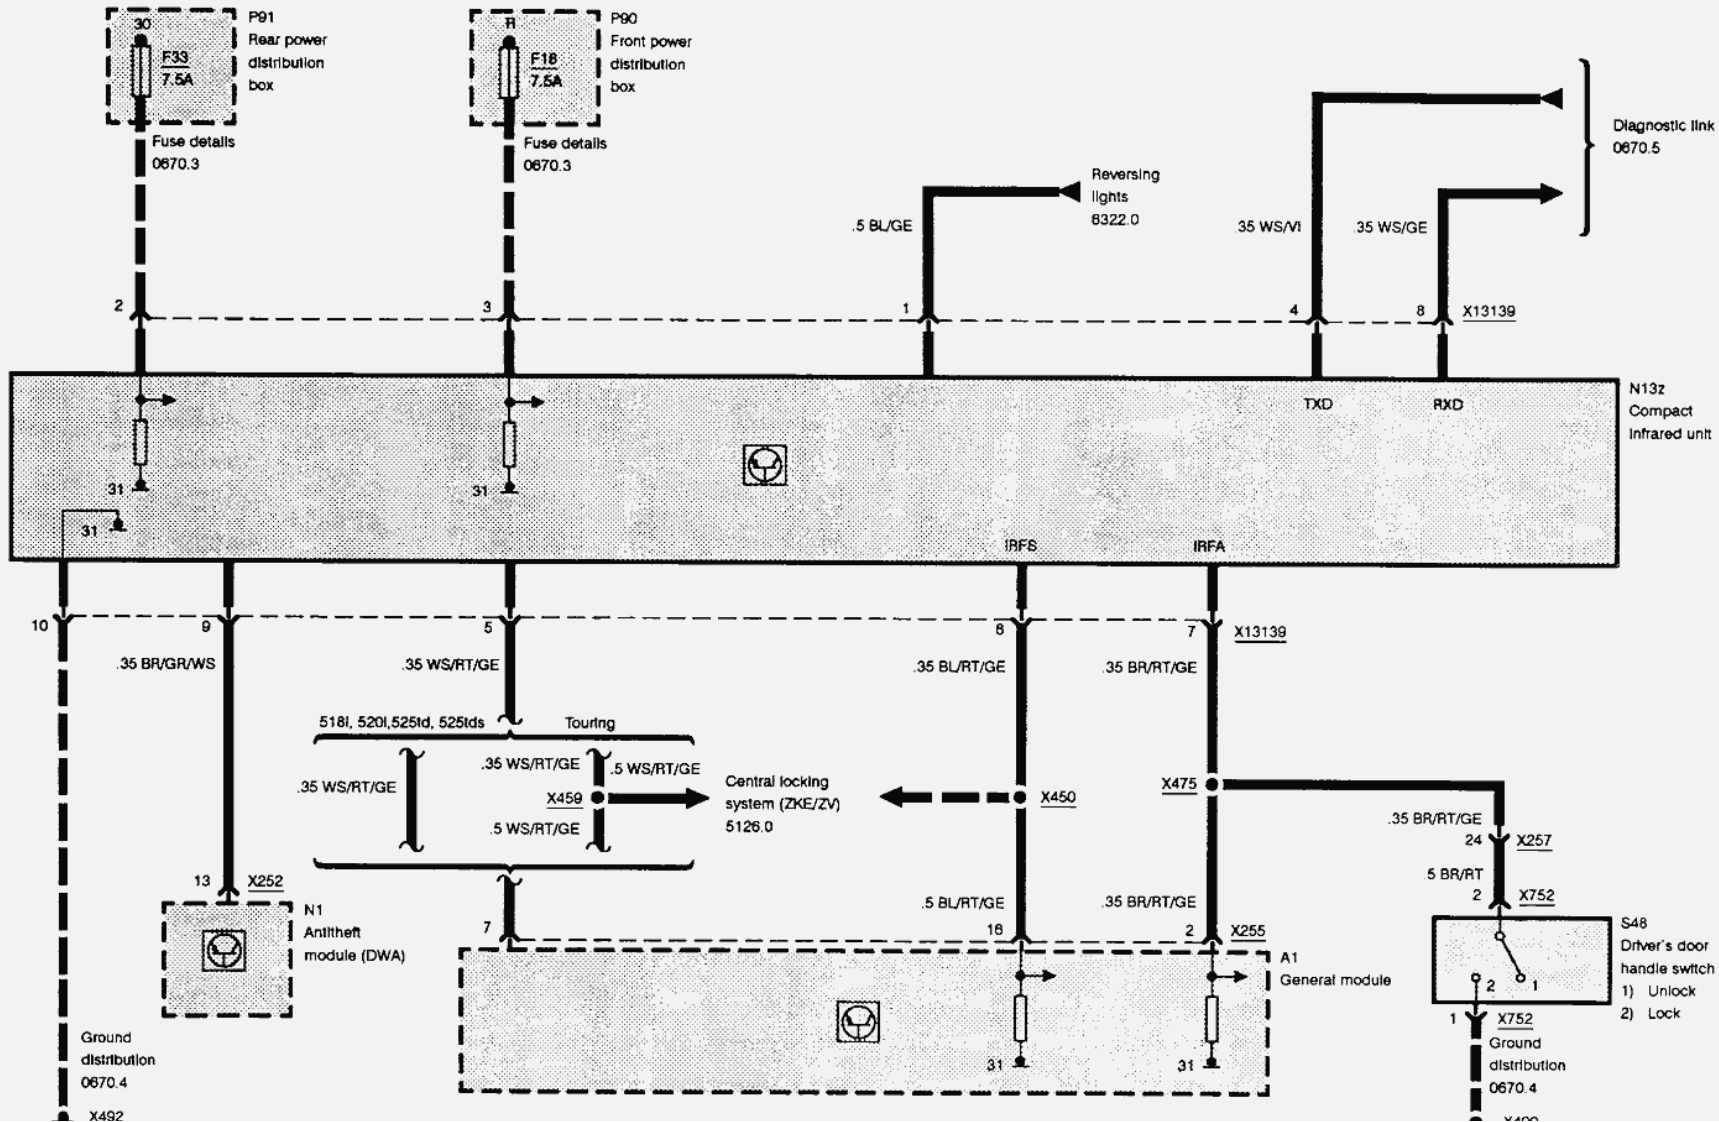 30
P91
Rear power
distribution
box
F33
7.5A
Fuse details
0670.3
R
P90
Front power
distribution
box
F18
7.5A
Fuse details
0670.3
Reversing
lights
6322.0
.5 BL/GE
.35 WS/VI
.35 WS/GE
Diagnostic link
0670.5
2
3
1
4
8
X13139
N13z
Compact
infrared unit
TXD
RXD
31
31
31
IRFS
IRFA
10
9
5
6
7
X13139
.35 BR/GR/WS
.35 WS/RT/GE
.35 BL/RT/GE
.35 BR/RT/GE
518i, 520i,525td, 525tds
Touring
.35 WS/RT/GE
.35 WS/RT/GE
.5 WS/RT/GE
X459
.5 WS/RT/GE
Central locking
system (ZKE/ZV)
5126.0
X450
X475
.35 BR/RT/GE
24
X257
.5 BR/RT
2
X752
13
X252
N1
Antitheft
module (DWA)
7
.5 BL/RT/GE
16
.35 BR/RT/GE
2
X255
A1
General module
31
31
S48
Driver's door
handle switch
1) Unlock
2) Lock
2
1
1
X752
Ground
distribution
0670.4
Ground
distribution
0670.4
X492